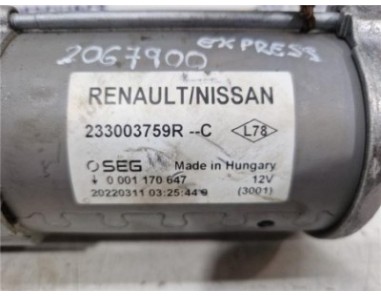 2067900 EXPRESS
RENAULT/NISSAN
233003759R --C L78
SEG Made in Hungary
0 001 170 647 12V
20220311 03:25:44 (3001)